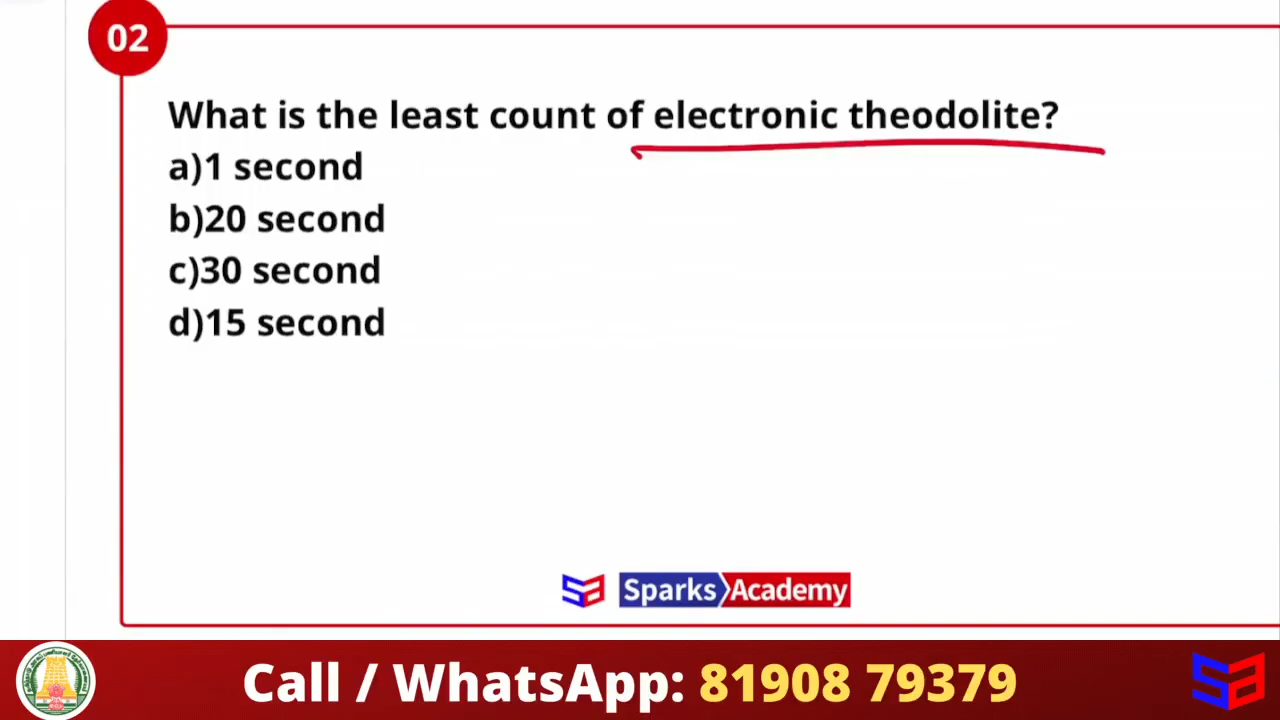 02
What is the least count of electronic theodolite?
a)1 second
b)20 second
c)30 second
d)15 second
Sparks Academy
Call / WhatsApp: 81908 79379